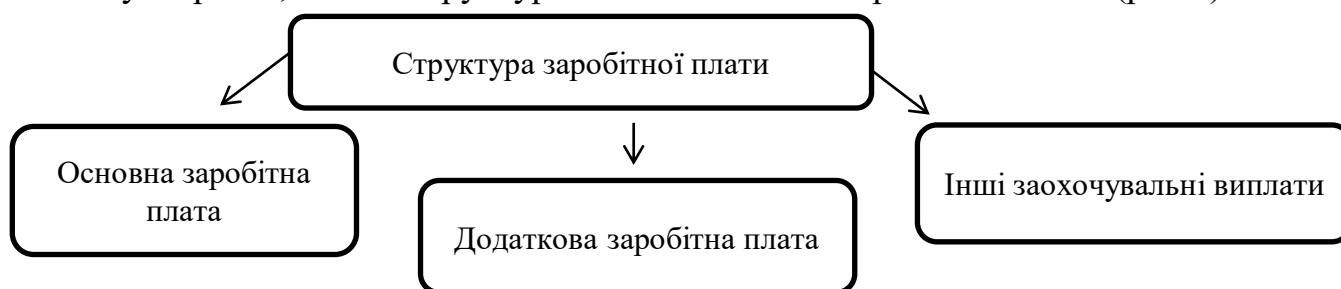 Структура заробітної плати
Основна заробітна
плата
Додаткова заробітна плата
Інші заохочувальні виплати